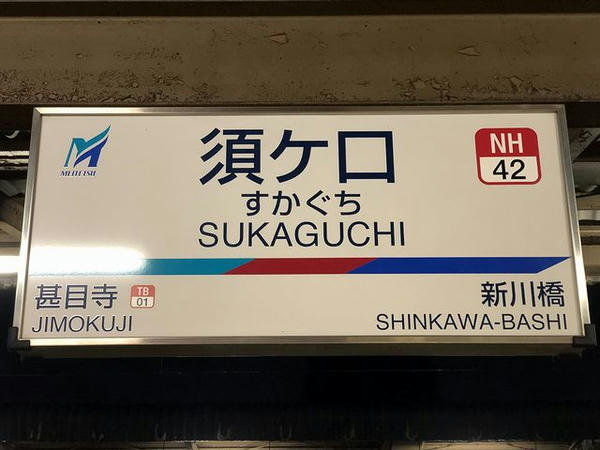 MEITETSU
須ケ口
すかぐち
SUKAGUCHI
NH
42
甚目寺
TB
01
JIMOKUJI
新川橋
SHINKAWA-BASHI